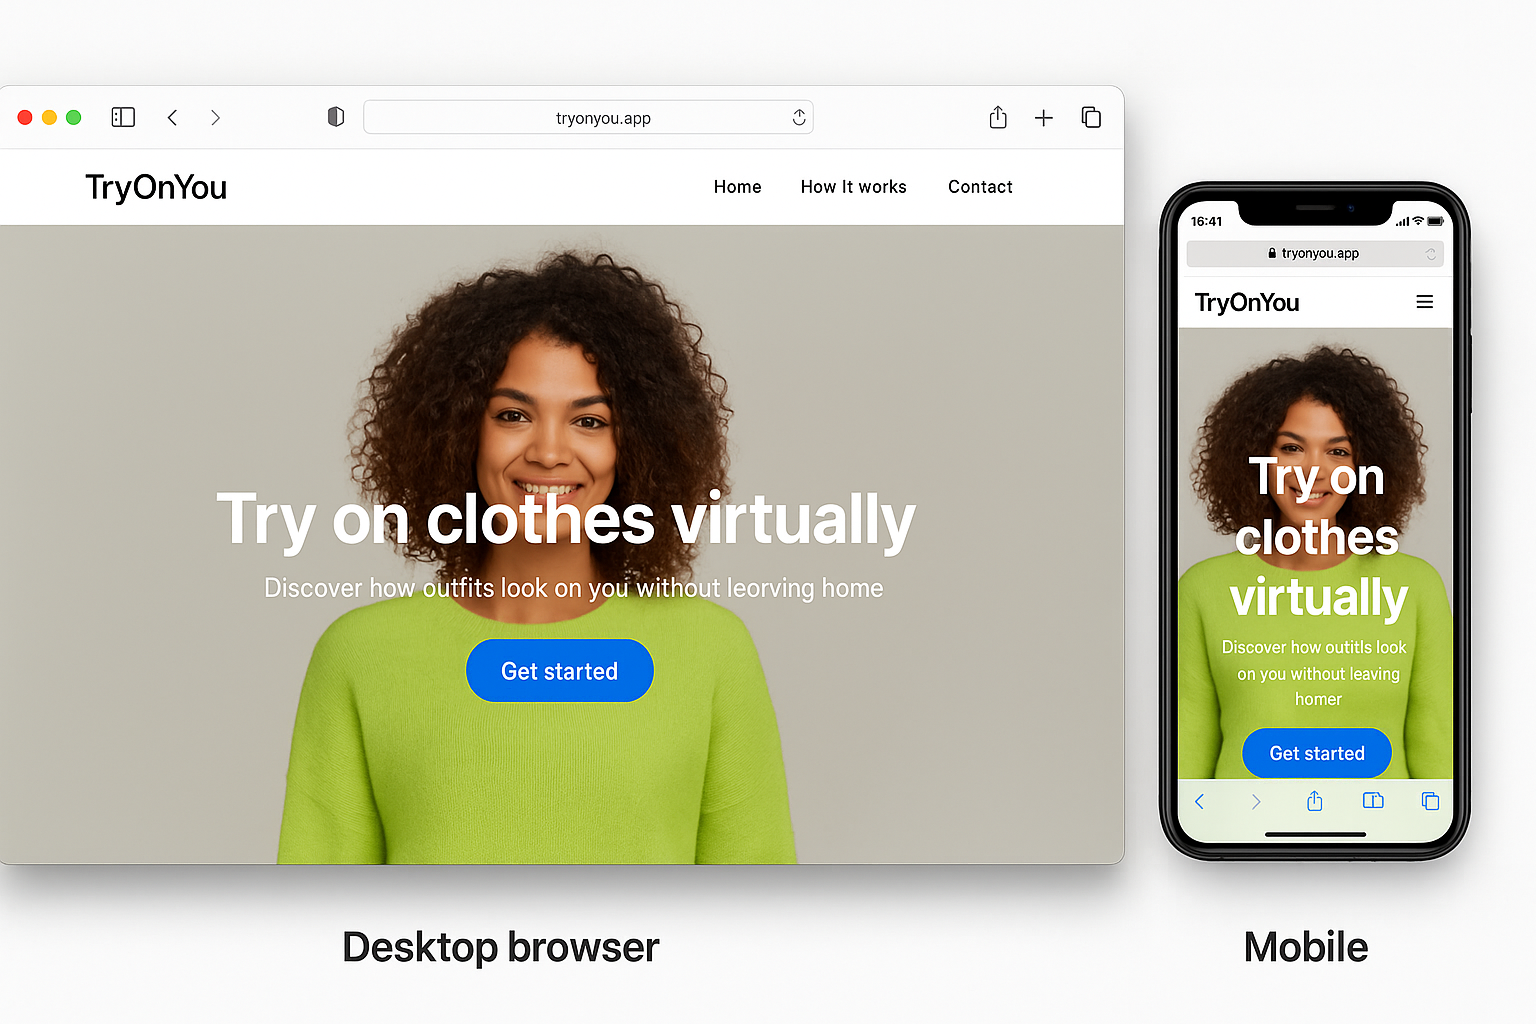 tryonyou.app
TryOnYou
Home How It works Contact
Try on clothes virtually
Discover how outfits look on you without leorving home
Get started
Desktop browser
16:41
tryonyou.app
TryOnYou
Try on
clothes
virtually
Discover how outitls look
on you without leaving
homer
Get started
Mobile